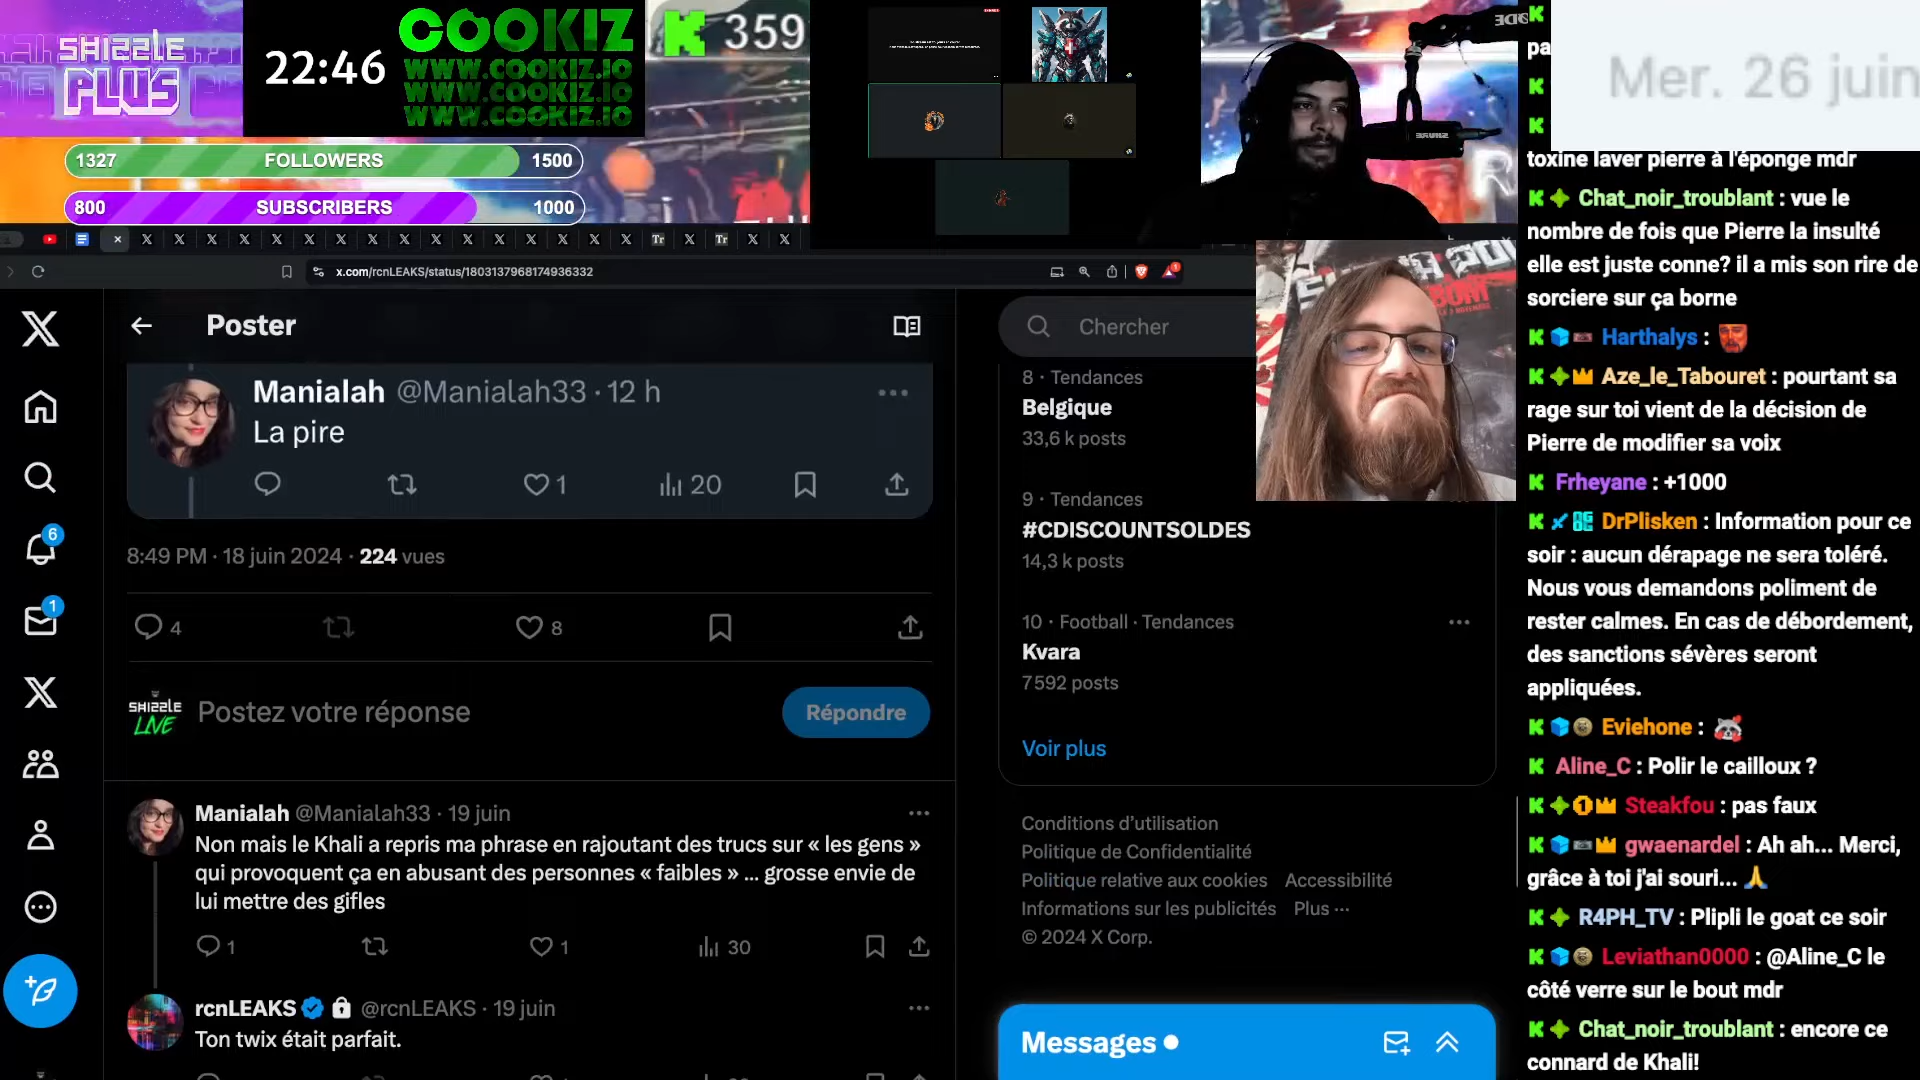 SHIZZLE
PLUS
22:46
COOKIZ
WWW.COOKIZ.IO
WWW.COOKIZ.IO
WWW.COOKIZ.IO
359
1327 FOLLOWERS 1500
800 SUBSCRIBERS 1000
x.com/rcnLEAKS/status/1803137968174936332
Poster
Manialah @Manialah33 · 12 h
La pire
1
20
8:49 PM · 18 juin 2024 · 224 vues
4
8
SHIZZLE
LIVE
Postez votre réponse
Répondre
Manialah @Manialah33 · 19 juin
Non mais le Khali a repris ma phrase en rajoutant des trucs sur « les gens »
qui provoquent ça en abusant des personnes « faibles » ... grosse envie de
lui mettre des gifles
1
1
30
rcnLEAKS @rcnLEAKS · 19 juin
Ton twix était parfait.
6
1
Chercher
8 · Tendances
Belgique
33,6 k posts
9 · Tendances
#CDISCOUNTSOLDES
14,3 k posts
10 · Football · Tendances
Kvara
7 592 posts
Voir plus
Conditions d’utilisation
Politique de Confidentialité
Politique relative aux cookies Accessibilité
Informations sur les publicités Plus ···
© 2024 X Corp.
Messages
Mer. 26 juin
pa
toxine laver pierre à l'éponge mdr
Chat_noir_troublant : vue le
nombre de fois que Pierre la insulté
elle est juste conne? il a mis son rire de
sorciere sur ça borne
Harthalys :
Aze_le_Tabouret : pourtant sa
rage sur toi vient de la décision de
Pierre de modifier sa voix
Frheyane : +1000
DrPlisken : Information pour ce
soir : aucun dérapage ne sera toléré.
Nous vous demandons poliment de
rester calmes. En cas de débordement,
des sanctions sévères seront
appliquées.
Eviehone :
Aline_C : Polir le cailloux ?
Steakfou : pas faux
gwaenardel : Ah ah... Merci,
grâce à toi j'ai souri...
R4PH_TV : Plipli le goat ce soir
Leviathan0000 : @Aline_C le
côté verre sur le bout mdr
Chat_noir_troublant : encore ce
connard de Khali!